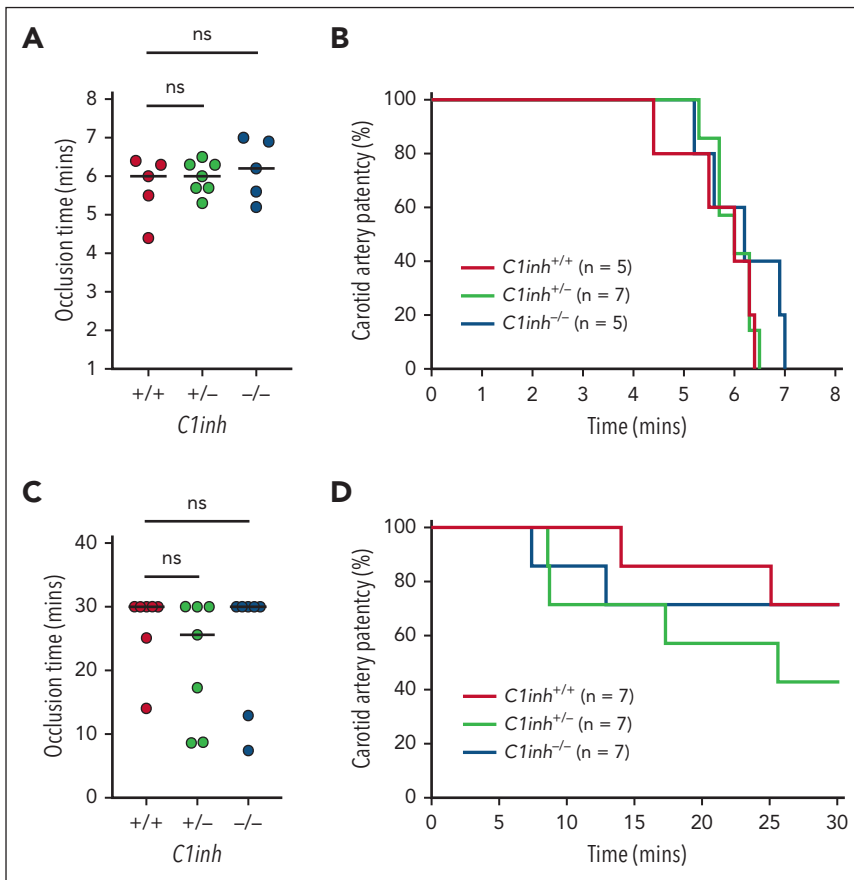 A
ns
ns
Occlusion time (mins)
8
7
6
5
4
3
2
1
+/+ +/– –/–
C1inh
B
Carotid artery patentcy (%)
100
80
60
40
20
0
C1inh+/+ (n = 5)
C1inh+/– (n = 7)
C1inh–/– (n = 5)
0 1 2 3 4 5 6 7 8
Time (mins)
C
ns
ns
Occlusion time (mins)
40
30
20
10
0
+/+ +/– –/–
C1inh
D
Carotid artery patentcy (%)
100
80
60
40
20
0
C1inh+/+ (n = 7)
C1inh+/– (n = 7)
C1inh–/– (n = 7)
0 5 10 15 20 25 30
Time (mins)